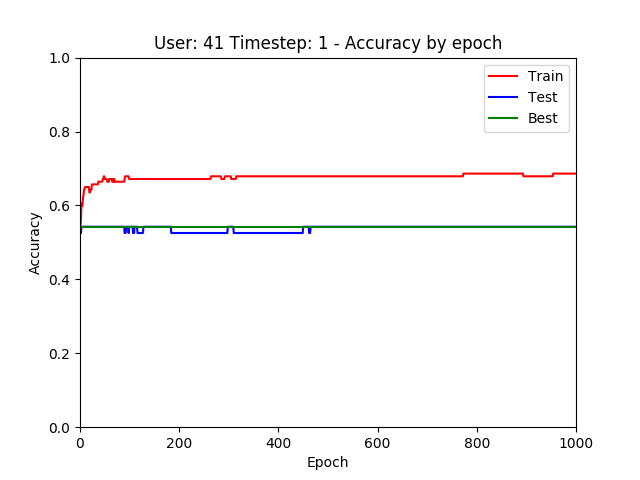 User: 41 Timestep: 1 - Accuracy by epoch
1.0
0.8
0.6
0.4
0.2
0.0
Accuracy
Train
Test
Best
0 200 400 600 800 1000
Epoch